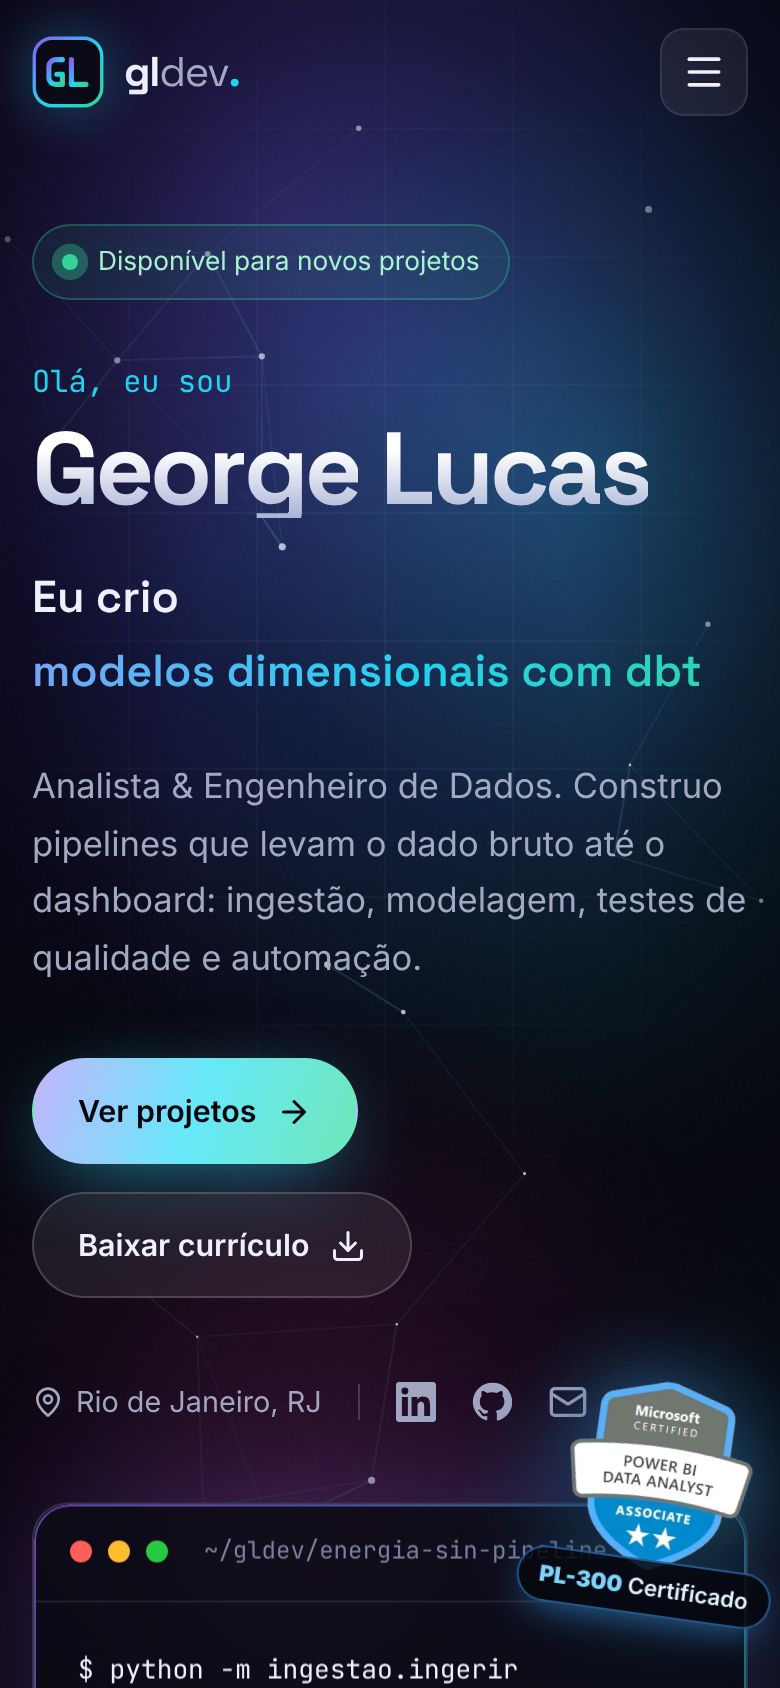 GL gldev.
Disponível para novos projetos
Olá, eu sou
George Lucas
Eu crio
modelos dimensionais com dbt
Analista & Engenheiro de Dados. Construo
pipelines que levam o dado bruto até o
dashboard: ingestão, modelagem, testes de
qualidade e automação.
Ver projetos
Baixar currículo
Rio de Janeiro, RJ
in
Microsoft
CERTIFIED
POWER BI
DATA ANALYST
ASSOCIATE
PL-300 Certificado
~/gldev/energia-sin-pipeline
$ python -m ingestao.ingerir